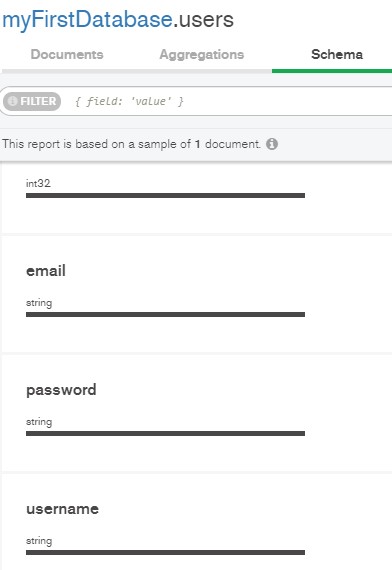 myFirstDatabase.users
Documents Aggregations Schema
FILTER { field: 'value' }
This report is based on a sample of 1 document.
int32
email
string
password
string
username
string